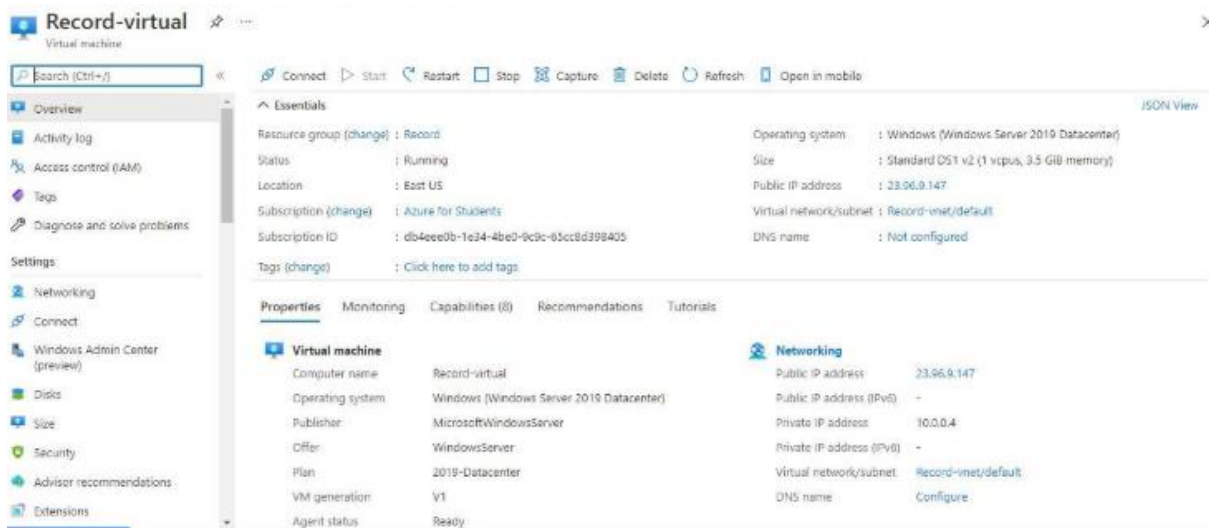 Record-virtual
Virtual machine
Search (Ctrl+/)
Connect Start Restart Stop Capture Delete Refresh Open in mobile
Overview
Activity log
Access control (IAM)
Tags
Diagnose and solve problems
Settings
Networking
Connect
Windows Admin Center
(preview)
Disks
Size
Security
Advisor recommendations
Extensions
Essentials
JSON View
Resource group (change) : Record
Status : Running
Location : East US
Subscription (change) : Azure for Students
Subscription ID : db4eee0b-1e34-4be0-9c9c-65cc8d398405
Tags (change) : Click here to add tags
Operating system : Windows (Windows Server 2019 Datacenter)
Size : Standard DS1 v2 (1 vcpus, 3.5 GiB memory)
Public IP address : 23.96.9.147
Virtual network/subnet : Record-vnet/default
DNS name : Not configured
Properties Monitoring Capabilities (8) Recommendations Tutorials
Virtual machine
Computer name Record-virtual
Operating system Windows (Windows Server 2019 Datacenter)
Publisher MicrosoftWindowsServer
Offer WindowsServer
Plan 2019-Datacenter
VM generation V1
Agent status Ready
Networking
Public IP address 23.96.9.147
Public IP address (IPv6) -
Private IP address 10.0.0.4
Private IP address (IPv6) -
Virtual network/subnet Record-vnet/default
DNS name Configure